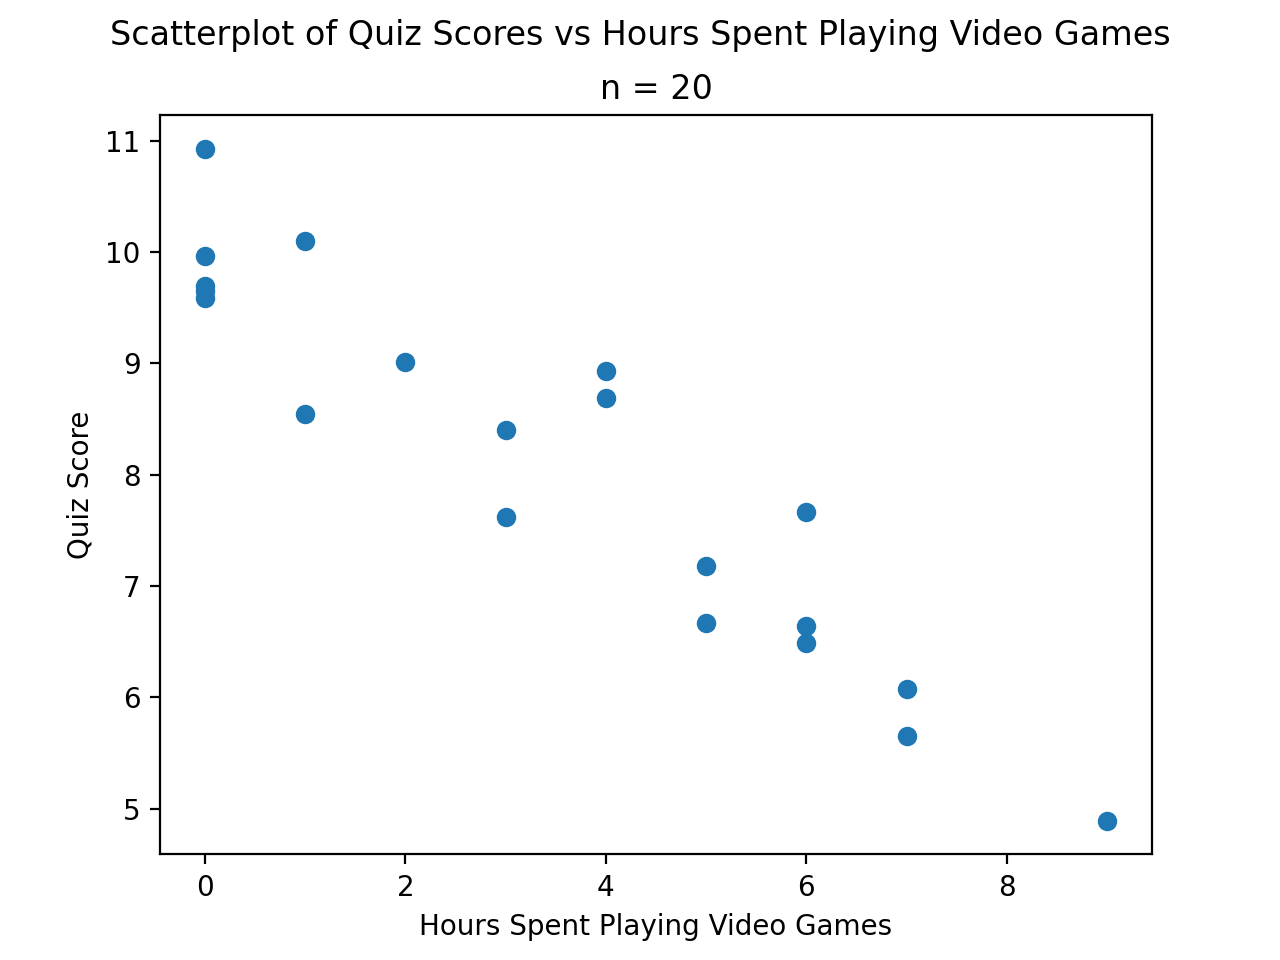 Scatterplot of Quiz Scores vs Hours Spent Playing Video Games
n = 20
11
10
9
8
7
6
5
Quiz Score
0 2 4 6 8
Hours Spent Playing Video Games